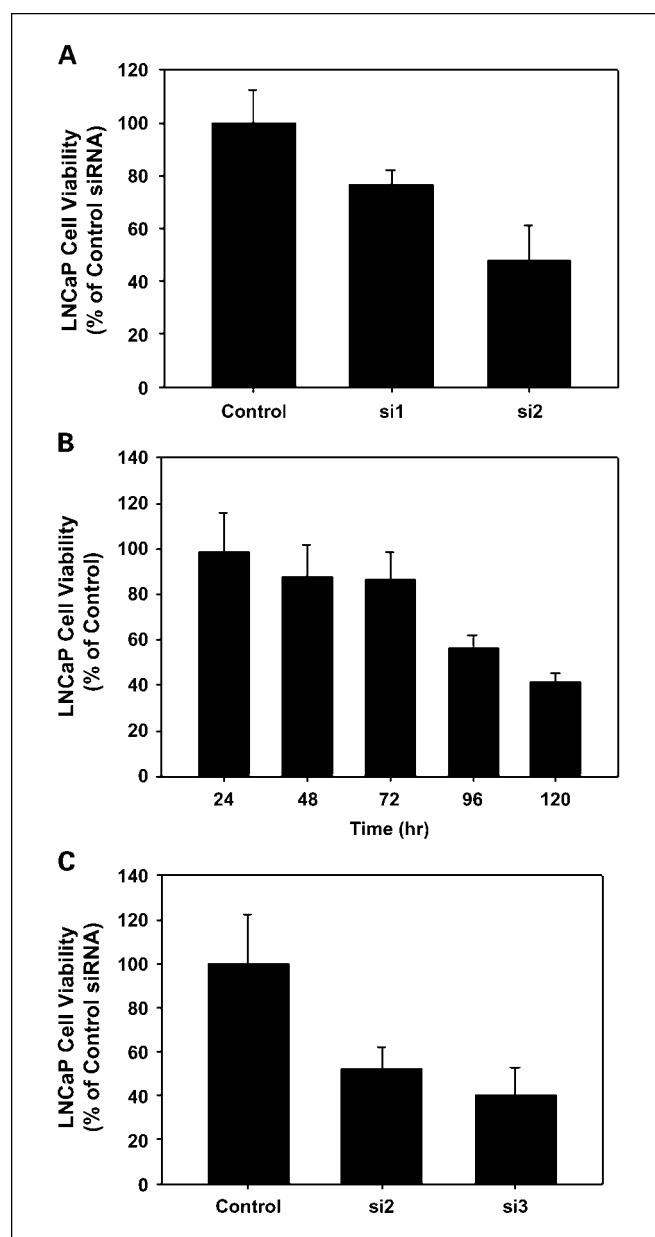 A
LNCaP Cell Viability
(% of Control siRNA)
120
100
80
60
40
20
0
Control si1 si2
B
LNCaP Cell Viability
(% of Control)
140
120
100
80
60
40
20
0
24 48 72 96 120
Time (hr)
C
LNCaP Cell Viability
(% of Control siRNA)
140
120
100
80
60
40
20
0
Control si2 si3